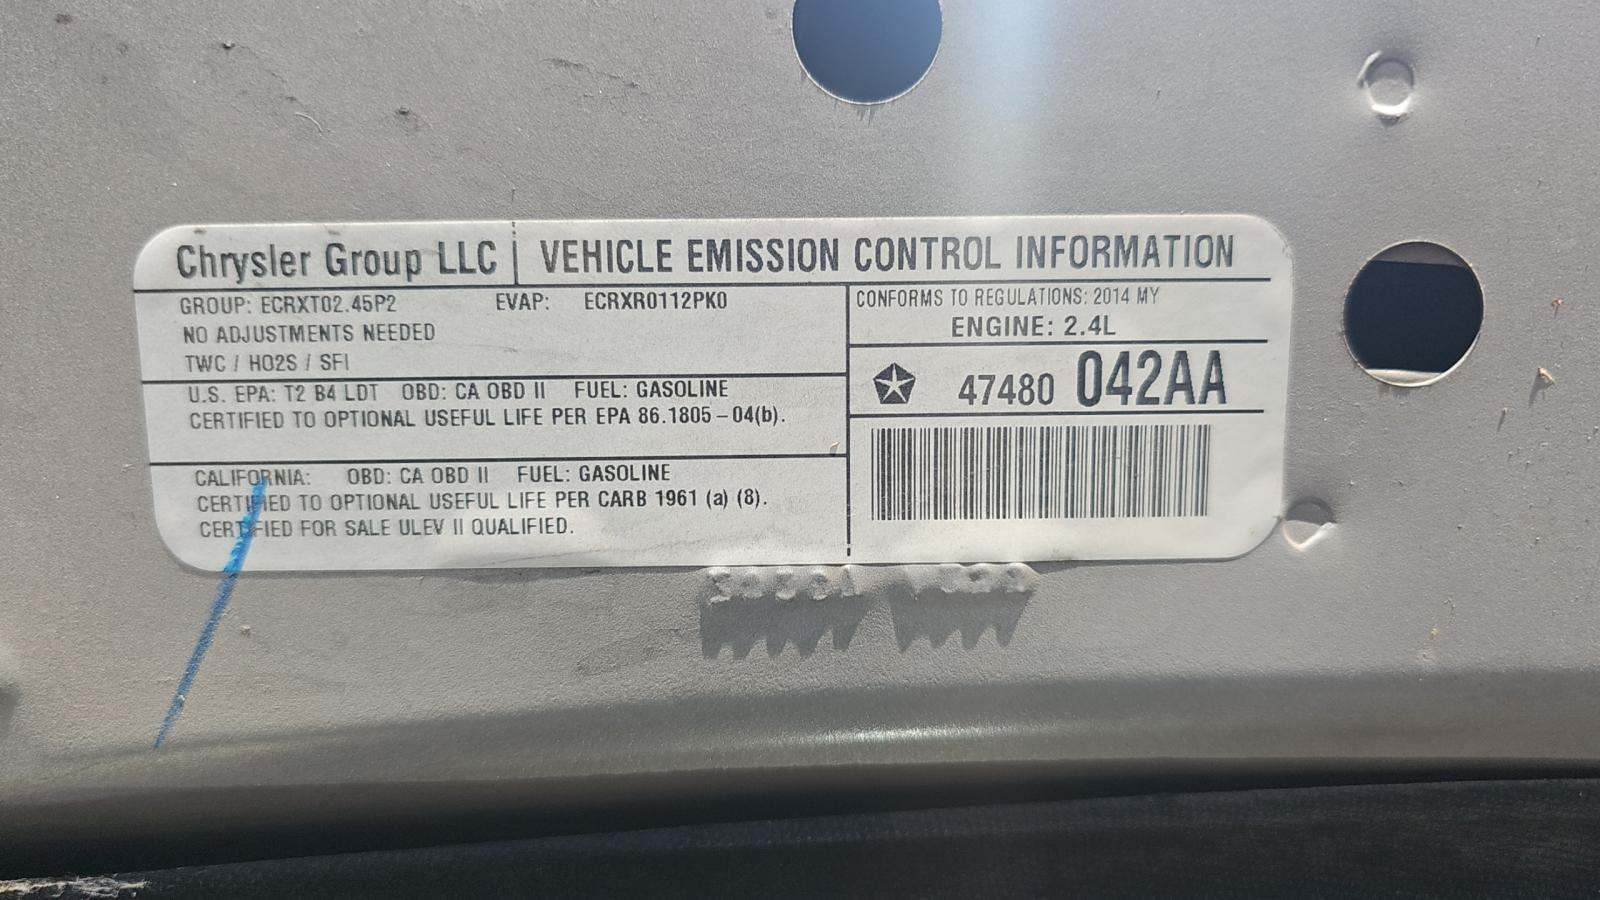 Chrysler Group LLC VEHICLE EMISSION CONTROL INFORMATION
GROUP: ECRXT02.45P2 EVAP: ECRXR0112PK0
NO ADJUSTMENTS NEEDED
TWC / HO2S / SFI
U.S. EPA: T2 B4 LDT OBD: CA OBD II FUEL: GASOLINE
CERTIFIED TO OPTIONAL USEFUL LIFE PER EPA 86.1805-04(b).
CALIFORNIA: OBD: CA OBD II FUEL: GASOLINE
CERTIFIED TO OPTIONAL USEFUL LIFE PER CARB 1961 (a) (8).
CERTIFIED FOR SALE ULEV II QUALIFIED.
CONFORMS TO REGULATIONS: 2014 MY
ENGINE: 2.4L
47480 042AA